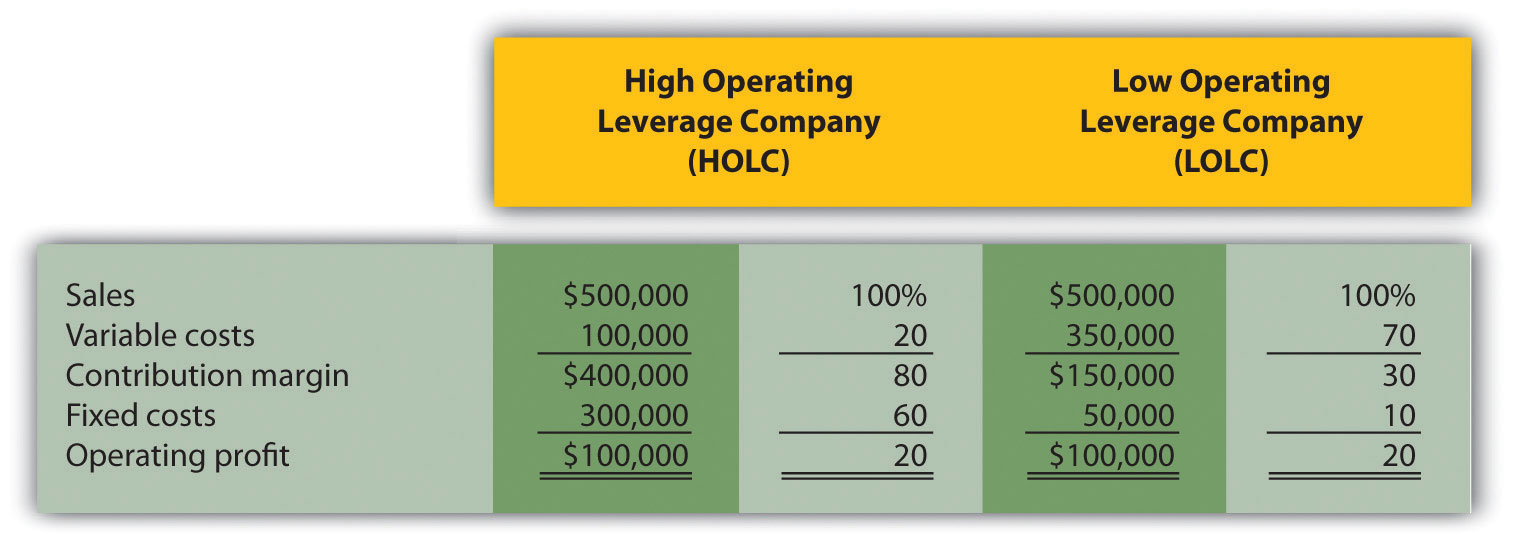 High Operating
Leverage Company
(HOLC)
Low Operating
Leverage Company
(LOLC)
Sales $500,000 100% $500,000 100%
Variable costs 100,000 20 350,000 70
Contribution margin $400,000 80 $150,000 30
Fixed costs 300,000 60 50,000 10
Operating profit $100,000 20 $100,000 20